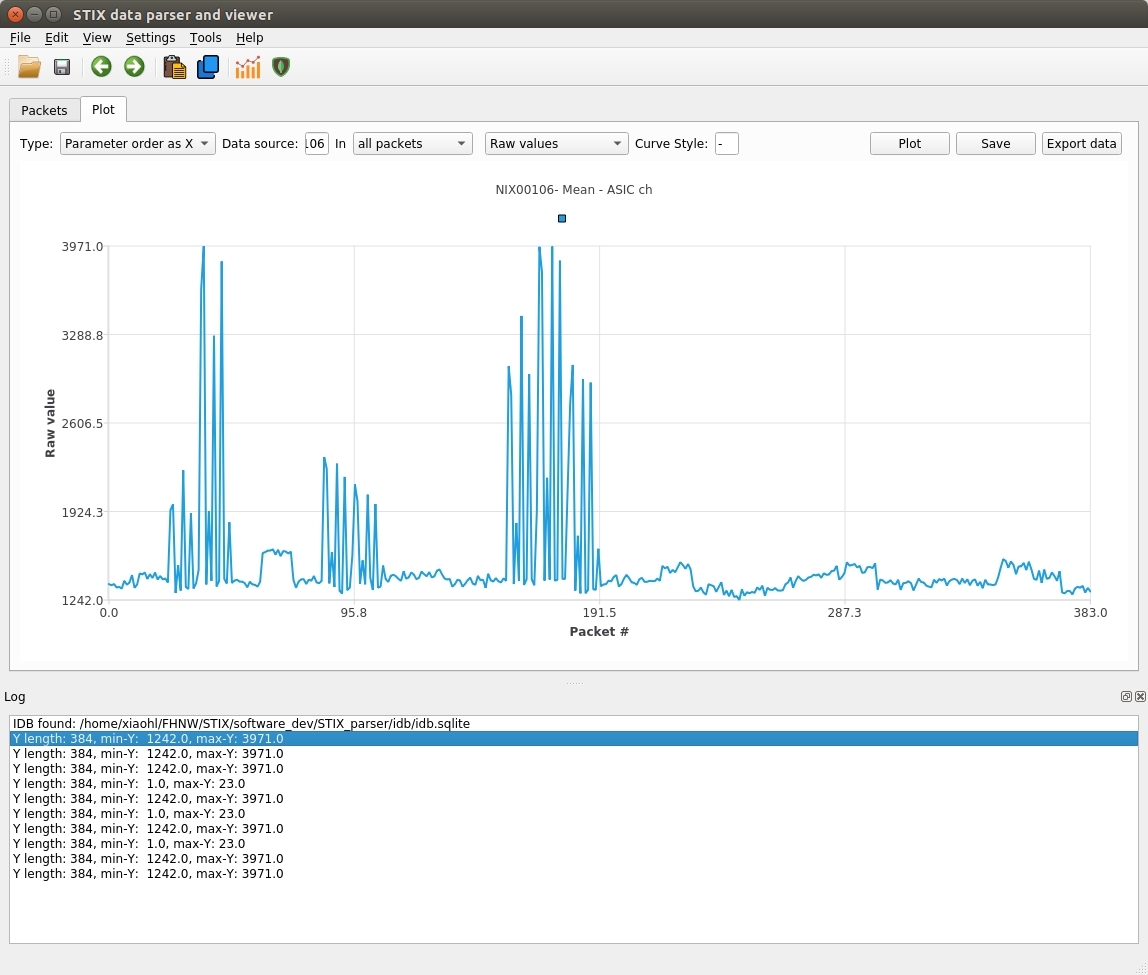 STIX data parser and viewer
File Edit View Settings Tools Help
Packets Plot
Type: Parameter order as X Data source: 106 In all packets Raw values Curve Style: - Plot Save Export data
NIX00106- Mean - ASIC ch
3971.0
3288.8
2606.5
1924.3
1242.0
Raw value
0.0 95.8 191.5 287.3 383.0
Packet #
Log
IDB found: /home/xiaohl/FHNW/STIX/software_dev/STIX_parser/idb/idb.sqlite
Y length: 384, min-Y:  1242.0, max-Y: 3971.0
Y length: 384, min-Y:  1242.0, max-Y: 3971.0
Y length: 384, min-Y:  1242.0, max-Y: 3971.0
Y length: 384, min-Y:  1.0, max-Y: 23.0
Y length: 384, min-Y:  1242.0, max-Y: 3971.0
Y length: 384, min-Y:  1.0, max-Y: 23.0
Y length: 384, min-Y:  1242.0, max-Y: 3971.0
Y length: 384, min-Y:  1.0, max-Y: 23.0
Y length: 384, min-Y:  1242.0, max-Y: 3971.0
Y length: 384, min-Y:  1242.0, max-Y: 3971.0